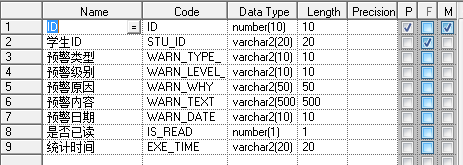 Name Code Data Type Length Precision P F M
1 ID = ID number(10) 10
2 学生ID STU_ID varchar2(20) 20
3 预警类型 WARN_TYPE_ varchar2(10) 10
4 预警级别 WARN_LEVEL_ varchar2(10) 10
5 预警原因 WARN_WHY varchar2(50) 50
6 预警内容 WARN_TEXT varchar2(500 500
7 预警日期 WARN_DATE varchar2(10) 10
8 是否已读 IS_READ number(1) 1
9 统计时间 EXE_TIME varchar2(20) 20